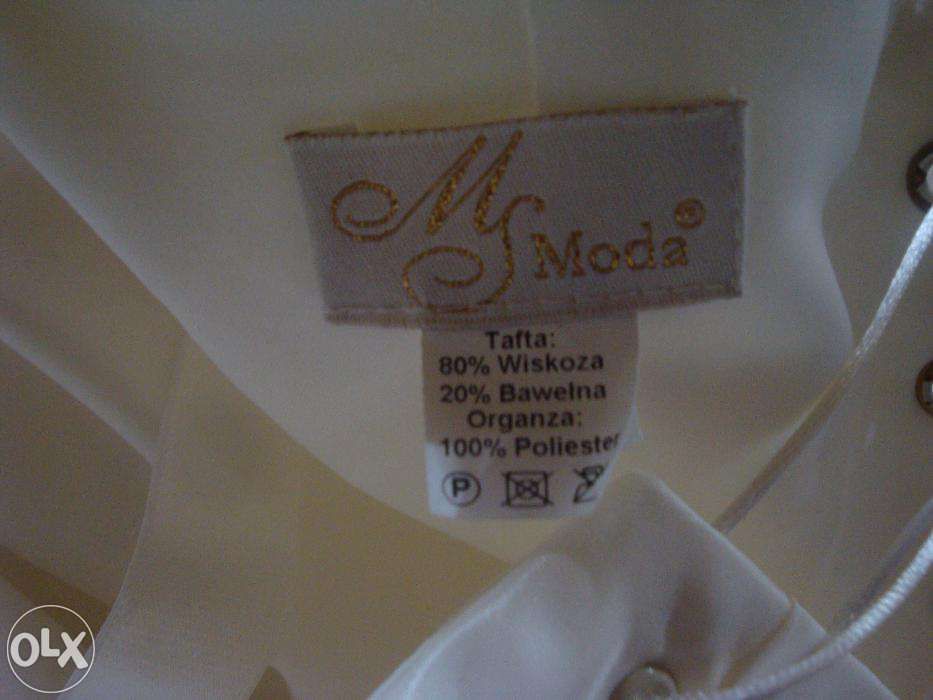 MS Moda®
Tafta:
80% Wiskoza
20% Bawełna
Organza:
100% Poliester
P
OLX